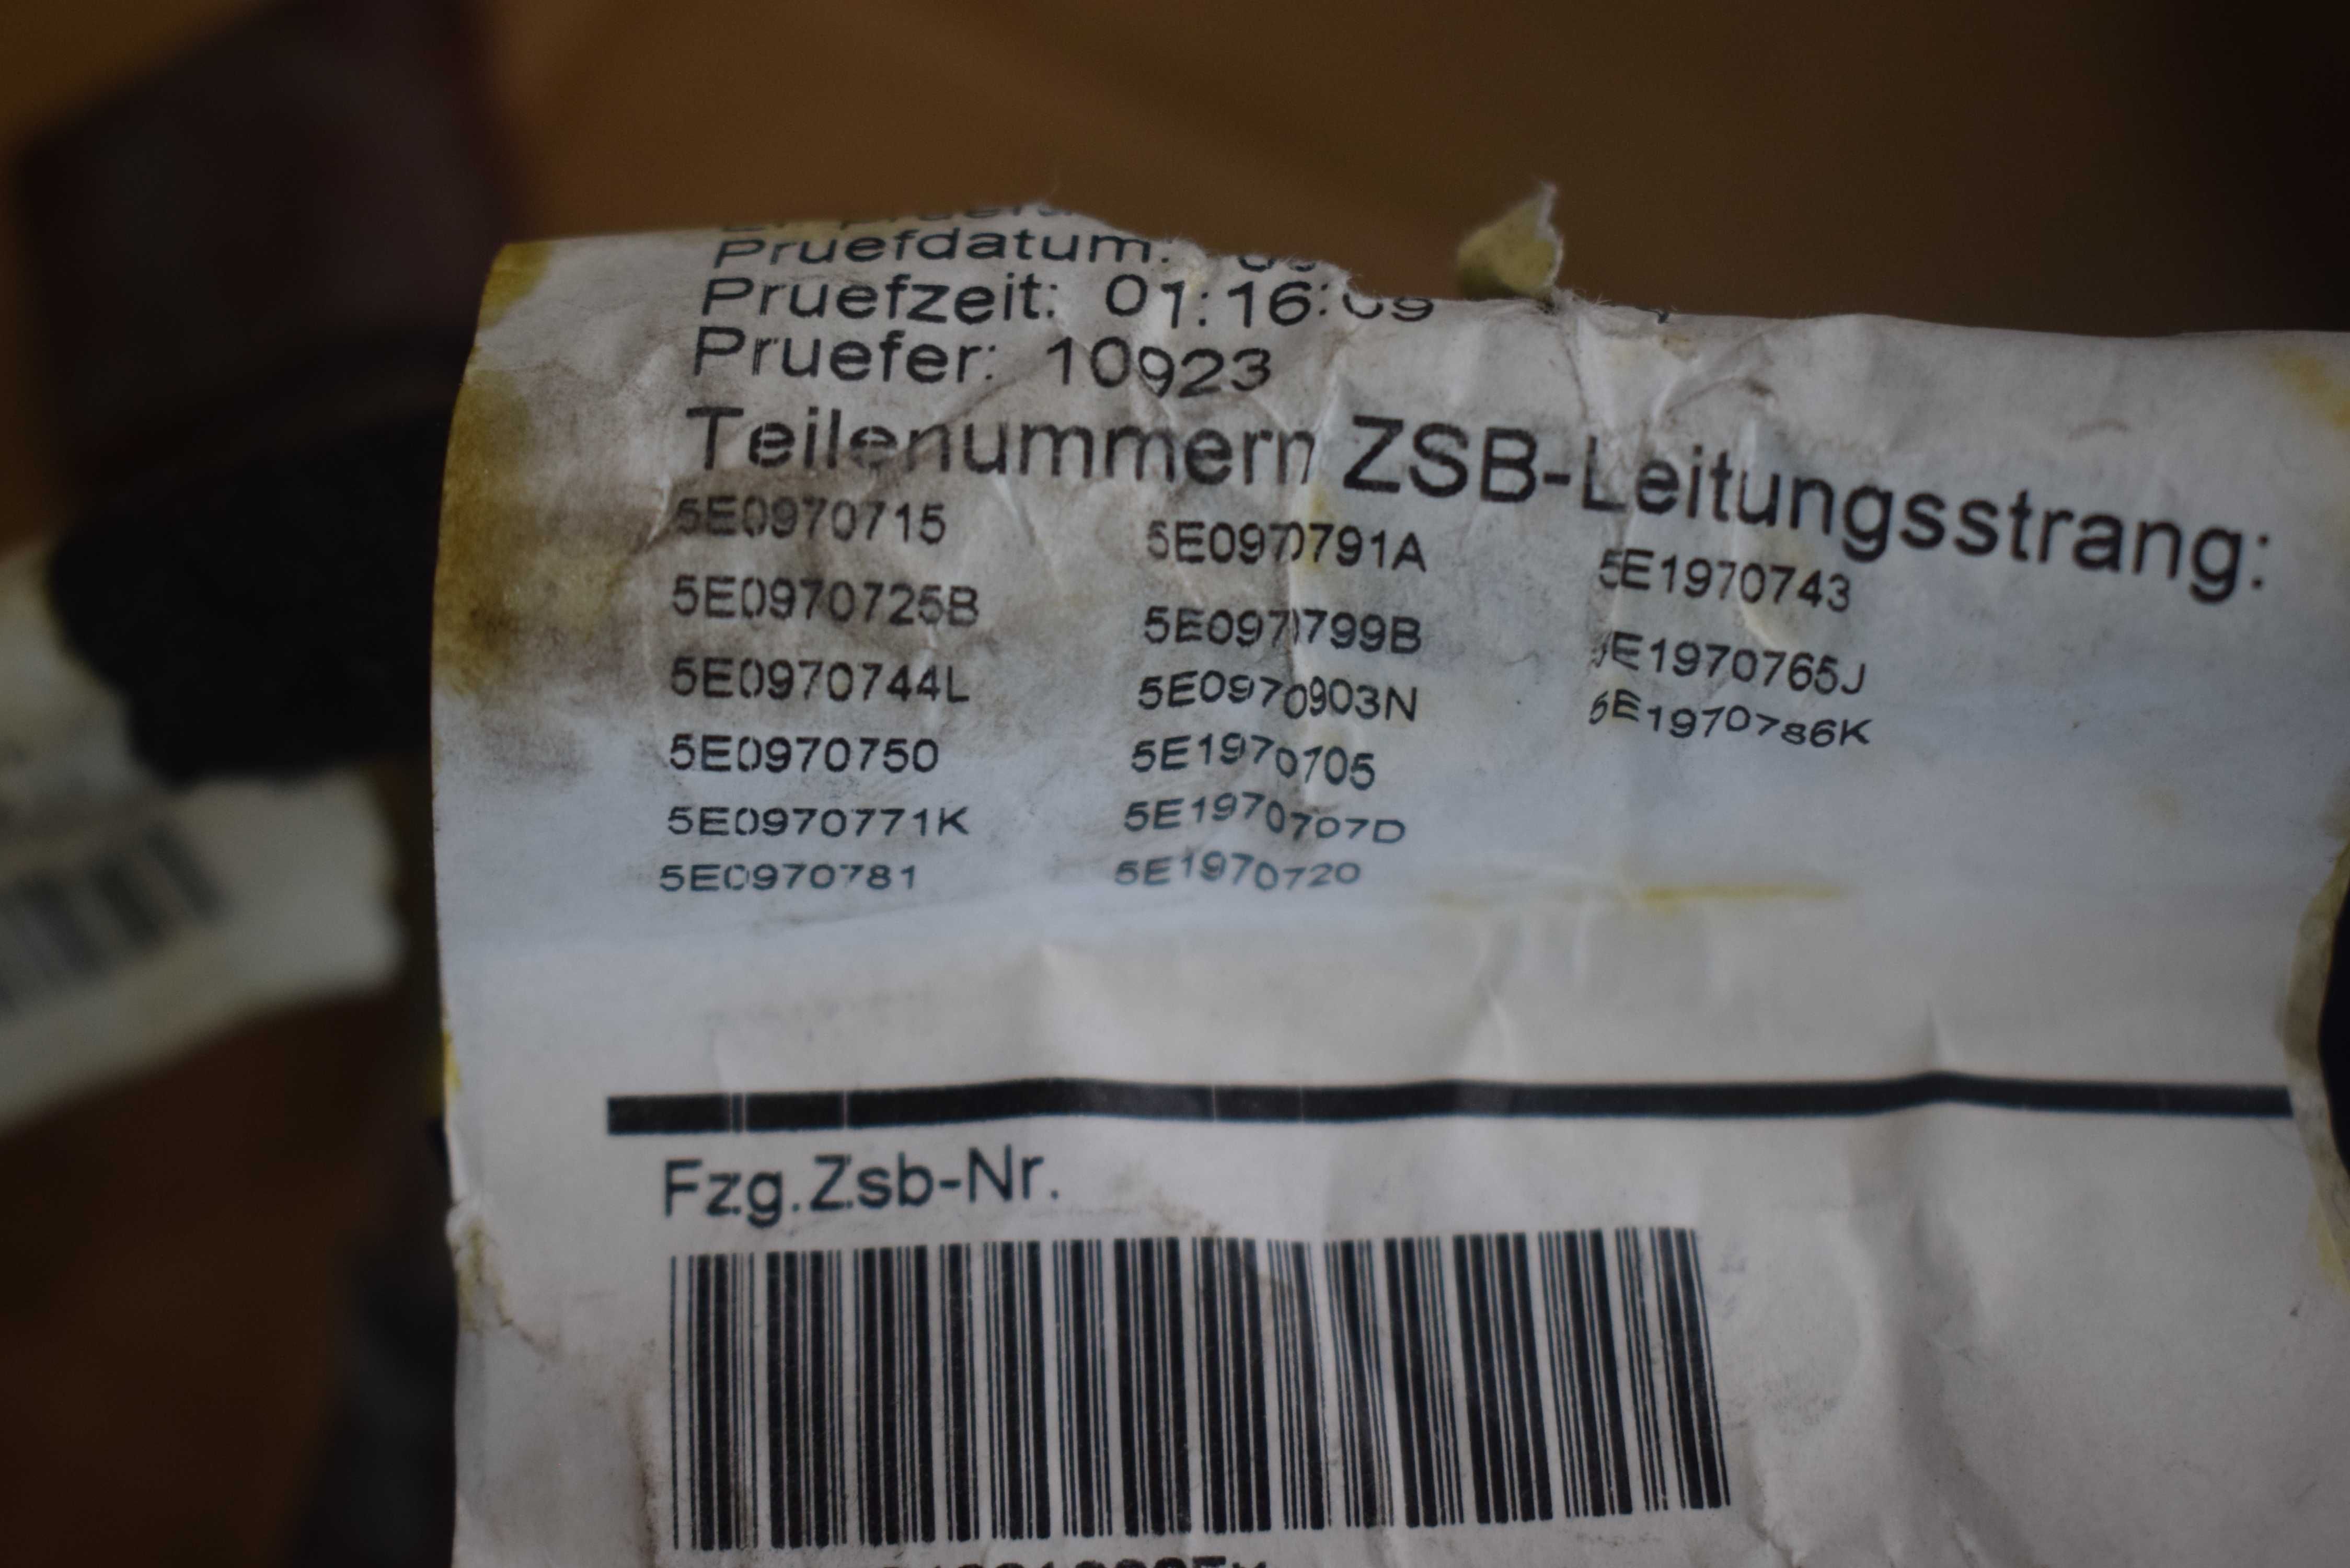 Pruefdatum:
Pruefzeit: 01:16:09
Pruefer: 10923
Teilenummern ZSB-Leitungsstrang:
5E0970715 5E0970791A 5E1970743
5E0970725B 5E0970799B 5E1970765J
5E0970744L 5E0970903N 5E1970786K
5E0970750 5E1970705
5E0970771K 5E1970707D
5E0970781 5E1970720
Fzg.Zsb-Nr.